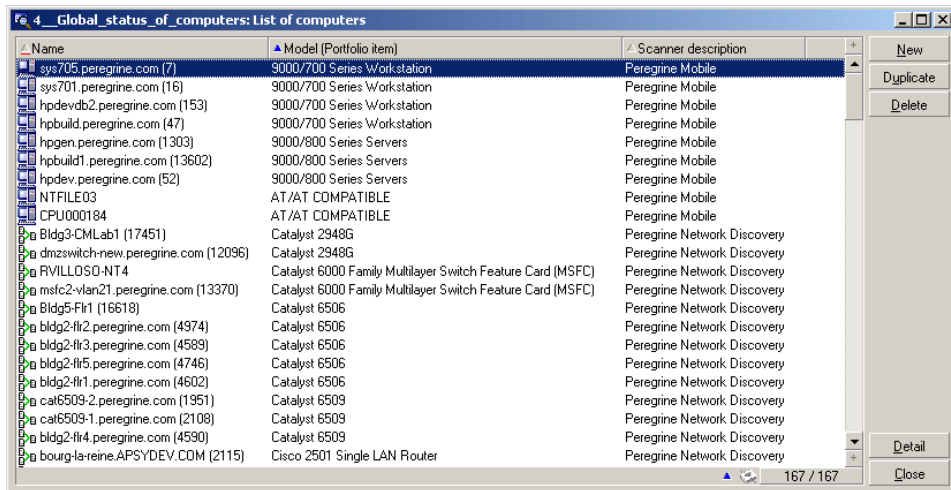 4__Global_status_of_computers: List of computers
Name Model (Portfolio item) Scanner description
sys705.peregrine.com (7) 9000/700 Series Workstation Peregrine Mobile
sys701.peregrine.com (16) 9000/700 Series Workstation Peregrine Mobile
hpdevdb2.peregrine.com (153) 9000/700 Series Workstation Peregrine Mobile
hpbuild.peregrine.com (47) 9000/700 Series Workstation Peregrine Mobile
hpgen.peregrine.com (1303) 9000/800 Series Servers Peregrine Mobile
hpbuild1.peregrine.com (13602) 9000/800 Series Servers Peregrine Mobile
hpdev.peregrine.com (52) 9000/800 Series Servers Peregrine Mobile
NTFILE03 AT/AT COMPATIBLE Peregrine Mobile
CPU000184 AT/AT COMPATIBLE Peregrine Mobile
Bldg3-CMLab1 (17451) Catalyst 2948G Peregrine Network Discovery
dmzswitch-new.peregrine.com (12096) Catalyst 2948G Peregrine Network Discovery
RVILLOSO-NT4 Catalyst 6000 Family Multilayer Switch Feature Card (MSFC) Peregrine Network Discovery
msfc2-vlan21.peregrine.com (13370) Catalyst 6000 Family Multilayer Switch Feature Card (MSFC) Peregrine Network Discovery
Bldg5-Flr1 (16618) Catalyst 6506 Peregrine Network Discovery
bldg2-flr2.peregrine.com (4974) Catalyst 6506 Peregrine Network Discovery
bldg2-flr3.peregrine.com (4589) Catalyst 6506 Peregrine Network Discovery
bldg2-flr5.peregrine.com (4746) Catalyst 6506 Peregrine Network Discovery
bldg2-flr1.peregrine.com (4602) Catalyst 6506 Peregrine Network Discovery
cat6509-2.peregrine.com (1951) Catalyst 6509 Peregrine Network Discovery
cat6509-1.peregrine.com (2108) Catalyst 6509 Peregrine Network Discovery
bldg2-flr4.peregrine.com (4590) Catalyst 6509 Peregrine Network Discovery
bourg-la-reine.APSYDEV.COM (2115) Cisco 2501 Single LAN Router Peregrine Network Discovery
167 / 167
New
Duplicate
Delete
Detail
Close